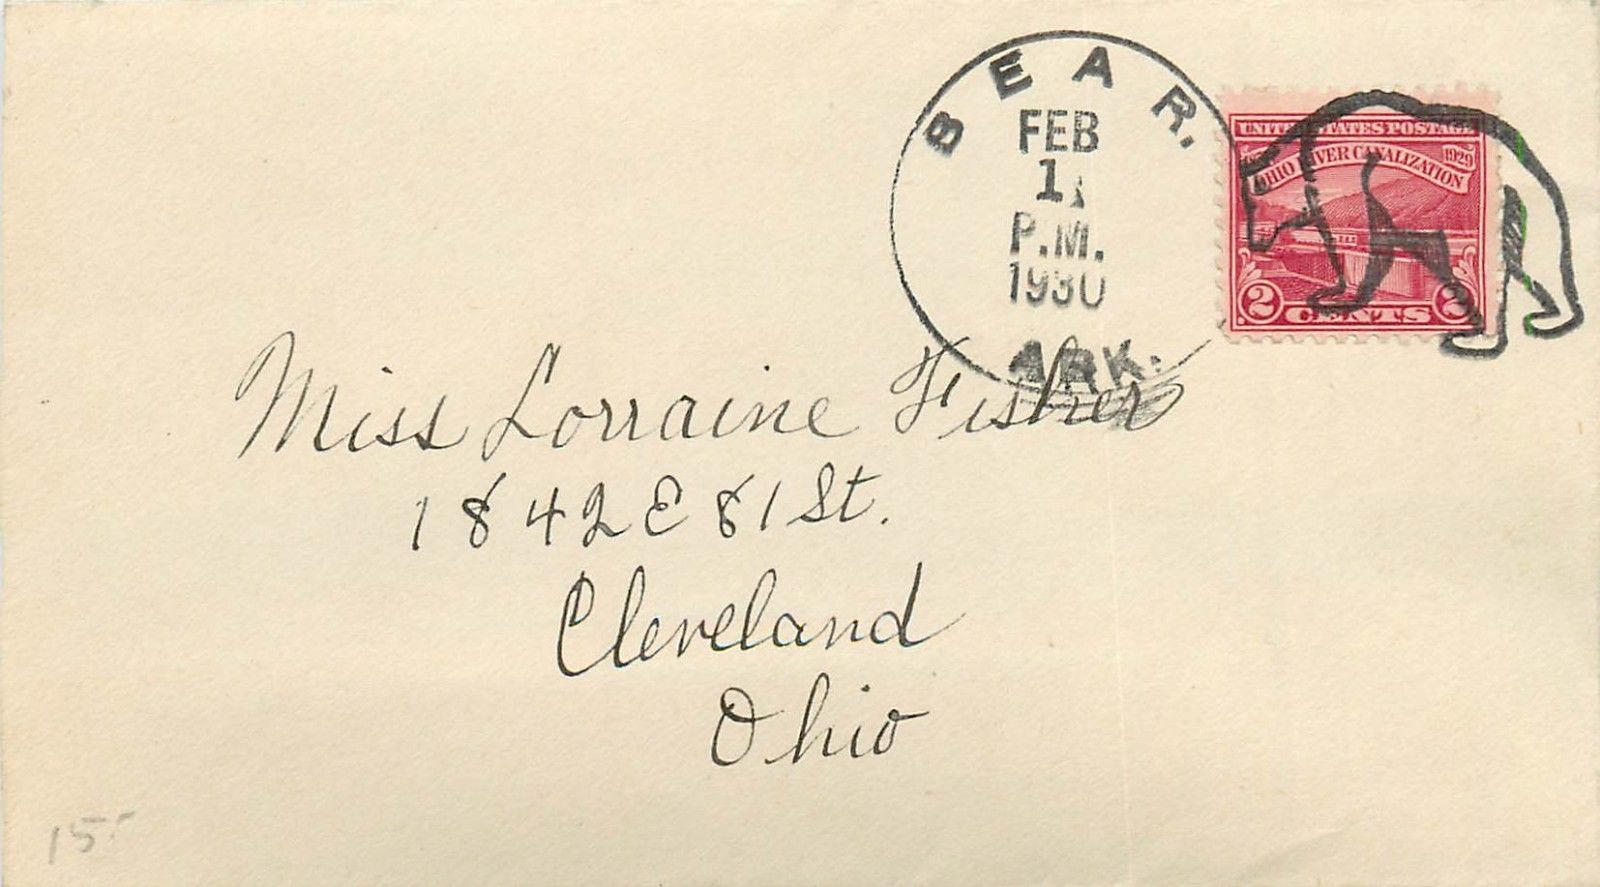 BEAR.
FEB
11
P.M.
1930
ARK.
UNITED STATES POSTAGE
1929
OHIO RIVER CANALIZATION
2 CENTS 2
Miss Lorraine Fisher
1842 E 81 St.
Cleveland
Ohio
15